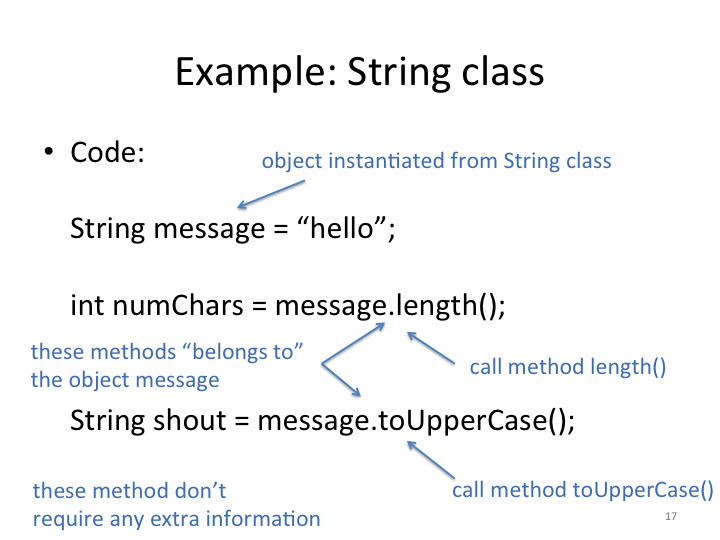 Example: String class
• Code:
object instantiated from String class
String message = “hello”;
int numChars = message.length();
these methods “belongs to”
the object message
call method length()
String shout = message.toUpperCase();
these method don’t
require any extra information
call method toUpperCase()
17